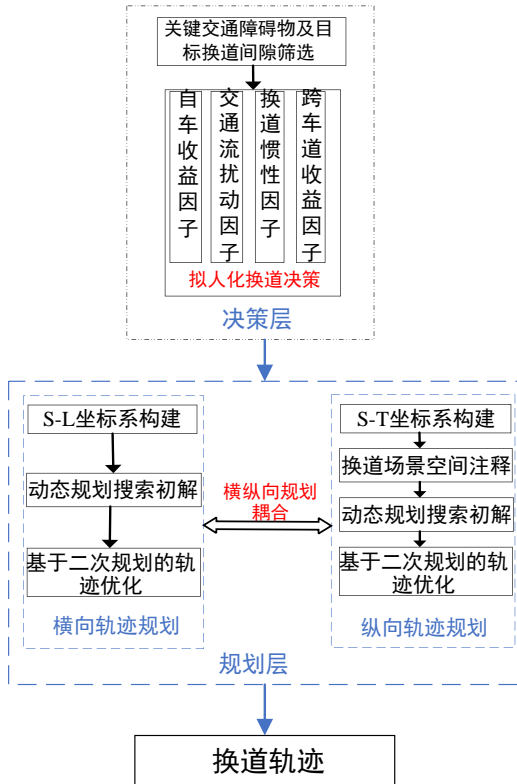 关键交通障碍物及目
标换道间隙筛选
自车收益因子
交通流扰动因子
换道惯性因子
跨车道收益因子
拟人化换道决策
决策层
S-L坐标系构建
动态规划搜索初解
基于二次规划的轨
迹优化
横向轨迹规划
横纵向规划
耦合
S-T坐标系构建
换道场景空间注释
动态规划搜索初解
基于二次规划的轨
迹优化
纵向轨迹规划
规划层
换道轨迹